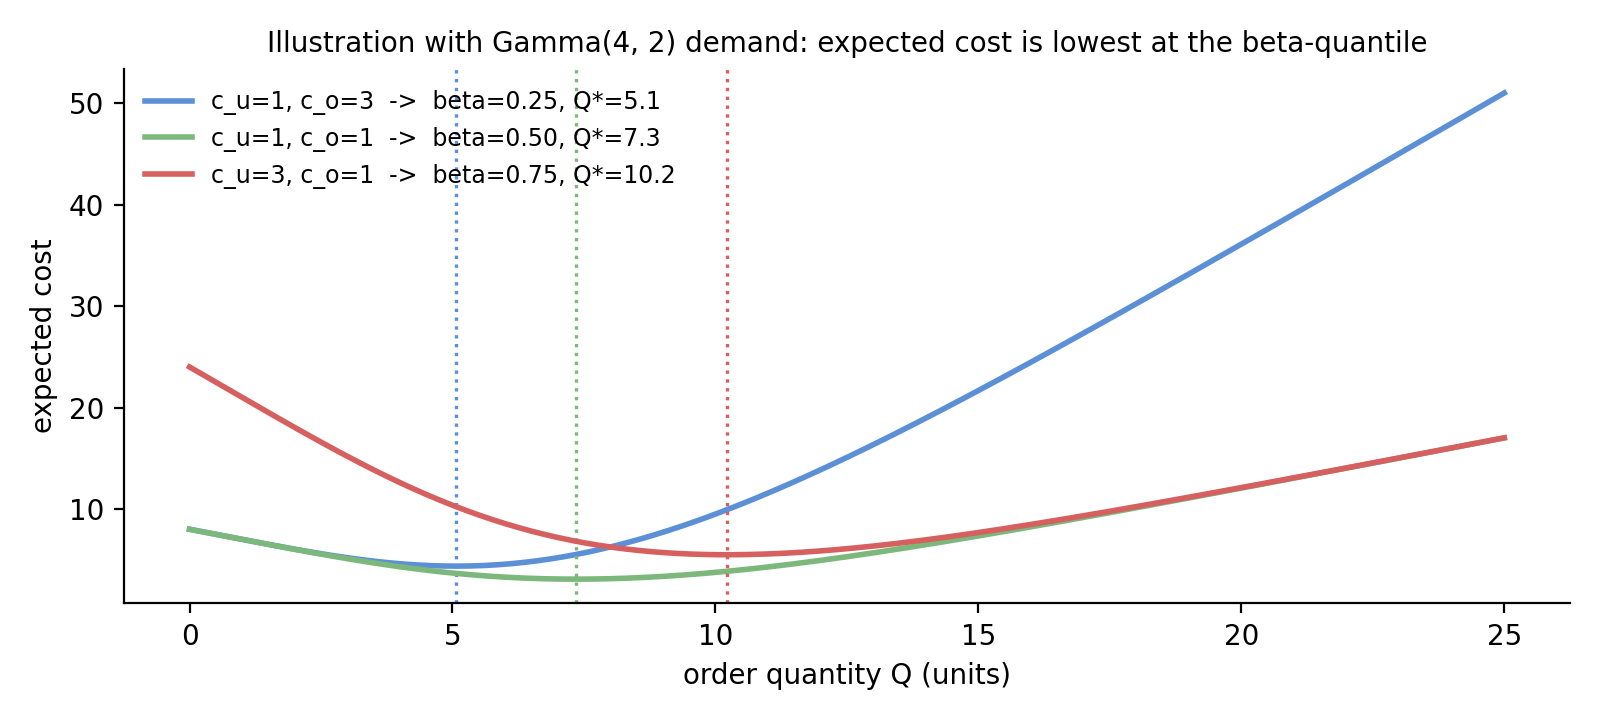 Illustration with Gamma(4, 2) demand: expected cost is lowest at the beta-quantile
c_u=1, c_o=3 -> beta=0.25, Q*=5.1
c_u=1, c_o=1 -> beta=0.50, Q*=7.3
c_u=3, c_o=1 -> beta=0.75, Q*=10.2
50
40
30
20
10
expected cost
0 5 10 15 20 25
order quantity Q (units)